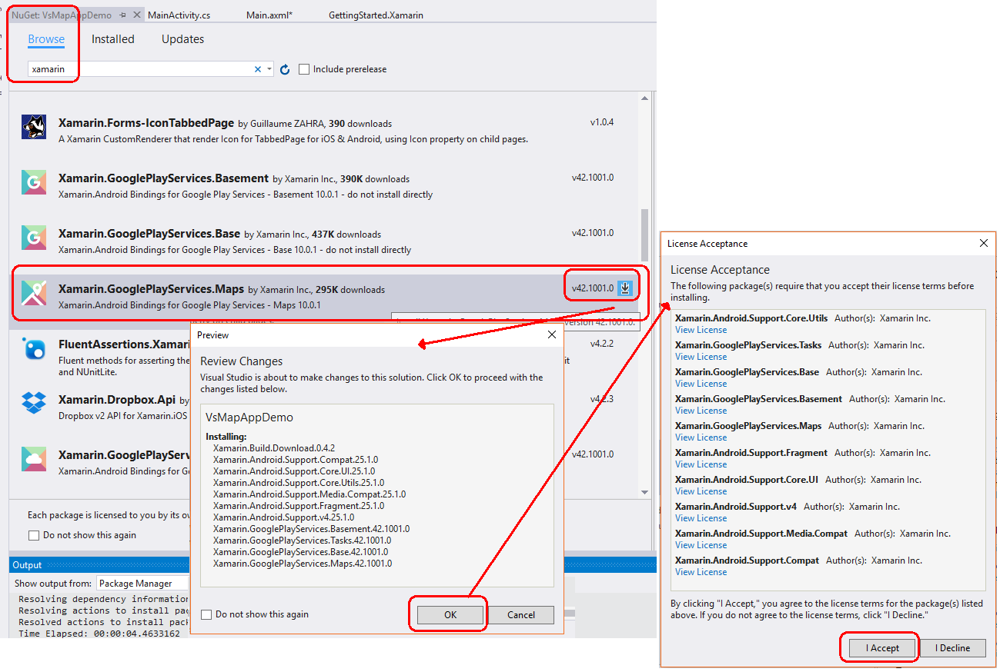 NuGet: VsMapAppDemo
MainActivity.cs
Main.axml*
GettingStarted.Xamarin
Browse
Installed
Updates
xamarin
Include prerelease
Xamarin.Forms-IconTabbedPage by Guillaume ZAHRA, 390 downloads
v1.0.4
A Xamarin CustomRenderer that render Icon for TabbedPage for iOS & Android, using Icon property on child pages.
Xamarin.GooglePlayServices.Basement by Xamarin Inc., 390K downloads
v42.1001.0
Xamarin.Android Bindings for Google Play Services - Basement 10.0.1 - do not install directly
Xamarin.GooglePlayServices.Base by Xamarin Inc., 437K downloads
v42.1001.0
Xamarin.Android Bindings for Google Play Services - Base 10.0.1 - do not install directly
Xamarin.GooglePlayServices.Maps by Xamarin Inc., 295K downloads
v42.1001.0
Xamarin.Android Bindings for Google Play Services - Maps 10.0.1
version 42.1001.0.
FluentAssertions.Xamari
v4.2.2
Fluent methods for asserting the
it
and NUnitLite.
Xamarin.Dropbox.Api by
v4.2.3
Dropbox v2 API for Xamarin.iOS
Xamarin.GooglePlayServ
v42.1001.0
Xamarin.Android Bindings for Go
Each package is licensed to you by its ow
Do not show this again
Output
Show output from: Package Manager
Resolving dependency information
Resolving actions to install pac
Resolved actions to install pack
Time Elapsed: 00:00:04.4633162
Preview
Review Changes
Visual Studio is about to make changes to this solution. Click OK to proceed with the
changes listed below.
VsMapAppDemo
Installing:
Xamarin.Build.Download.0.4.2
Xamarin.Android.Support.Compat.25.1.0
Xamarin.Android.Support.Core.UI.25.1.0
Xamarin.Android.Support.Core.Utils.25.1.0
Xamarin.Android.Support.Media.Compat.25.1.0
Xamarin.Android.Support.Fragment.25.1.0
Xamarin.Android.Support.v4.25.1.0
Xamarin.GooglePlayServices.Basement.42.1001.0
Xamarin.GooglePlayServices.Tasks.42.1001.0
Xamarin.GooglePlayServices.Base.42.1001.0
Xamarin.GooglePlayServices.Maps.42.1001.0
Do not show this again
OK
Cancel
License Acceptance
License Acceptance
The following package(s) require that you accept their license terms before
installing.
Xamarin.Android.Support.Core.Utils Author(s): Xamarin Inc.
View License
Xamarin.GooglePlayServices.Tasks Author(s): Xamarin Inc.
View License
Xamarin.GooglePlayServices.Base Author(s): Xamarin Inc.
View License
Xamarin.GooglePlayServices.Basement Author(s): Xamarin Inc.
View License
Xamarin.GooglePlayServices.Maps Author(s): Xamarin Inc.
View License
Xamarin.Android.Support.Fragment Author(s): Xamarin Inc.
View License
Xamarin.Android.Support.Core.UI Author(s): Xamarin Inc.
View License
Xamarin.Android.Support.v4 Author(s): Xamarin Inc.
View License
Xamarin.Android.Support.Media.Compat Author(s): Xamarin Inc.
View License
Xamarin.Android.Support.Compat Author(s): Xamarin Inc.
View License
By clicking "I Accept," you agree to the license terms for the package(s) listed
above. If you do not agree to the license terms, click "I Decline."
I Accept
I Decline